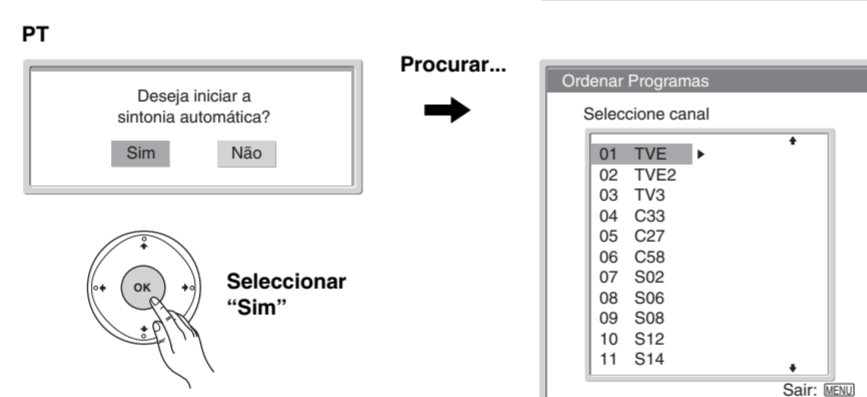 PT
Deseja iniciar a
sintonia automática?
Sim Não
OK
Seleccionar
“Sim”
Procurar...
Ordenar Programas
Seleccione canal
01 TVE
02 TVE2
03 TV3
04 C33
05 C27
06 C58
07 S02
08 S06
09 S08
10 S12
11 S14
Sair: MENU